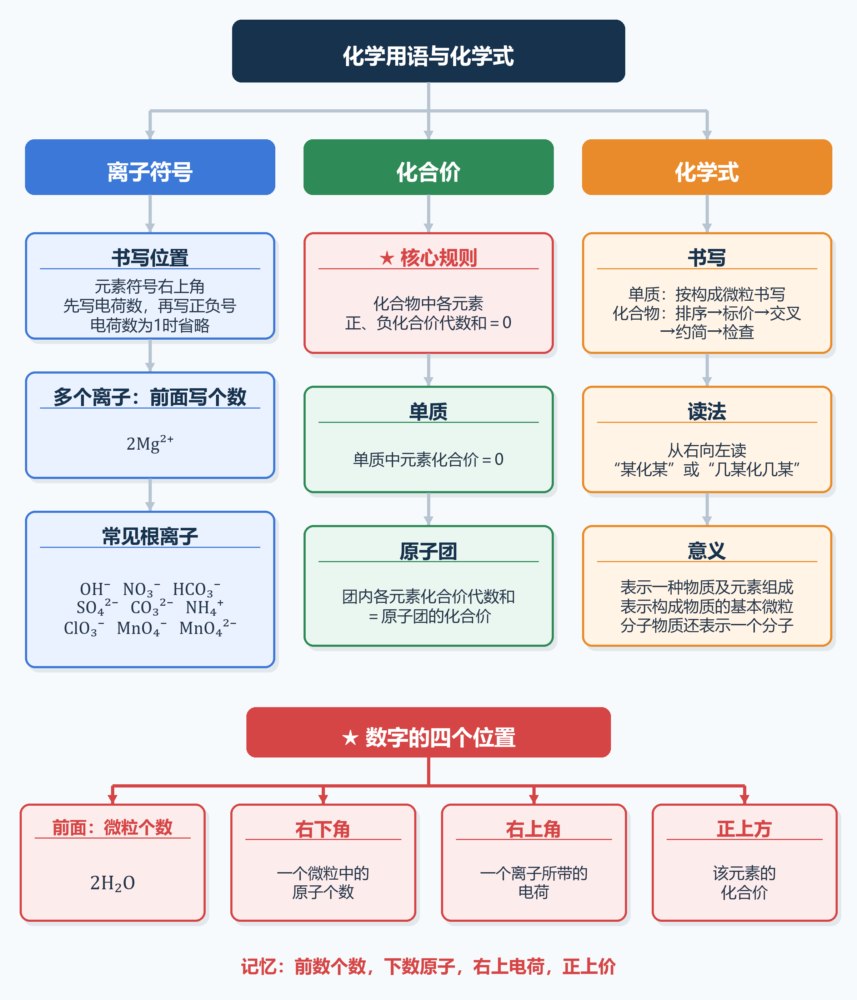 化学用语与化学式
离子符号
化合价
化学式
书写位置
元素符号右上角
先写电荷数，再写正负号
电荷数为1时省略
多个离子：前面写个数
2Mg²⁺
常见根离子
OH⁻ NO₃⁻ HCO₃⁻
SO₄²⁻ CO₃²⁻ NH₄⁺
ClO₃⁻ MnO₄⁻ MnO₄²⁻
★ 核心规则
化合物中各元素
正、负化合价代数和 = 0
单质
单质中元素化合价 = 0
原子团
团内各元素化合价代数和
= 原子团的化合价
书写
单质：按构成微粒书写
化合物：排序→标价→交叉
→约简→检查
读法
从右向左读
“某化某”或“几某化几某”
意义
表示一种物质及元素组成
表示构成物质的基本微粒
分子物质还表示一个分子
★ 数字的四个位置
前面：微粒个数
2H₂O
右下角
一个微粒中的
原子个数
右上角
一个离子所带的
电荷
正上方
该元素的
化合价
记忆：前数个数，下数原子，右上电荷，正上价